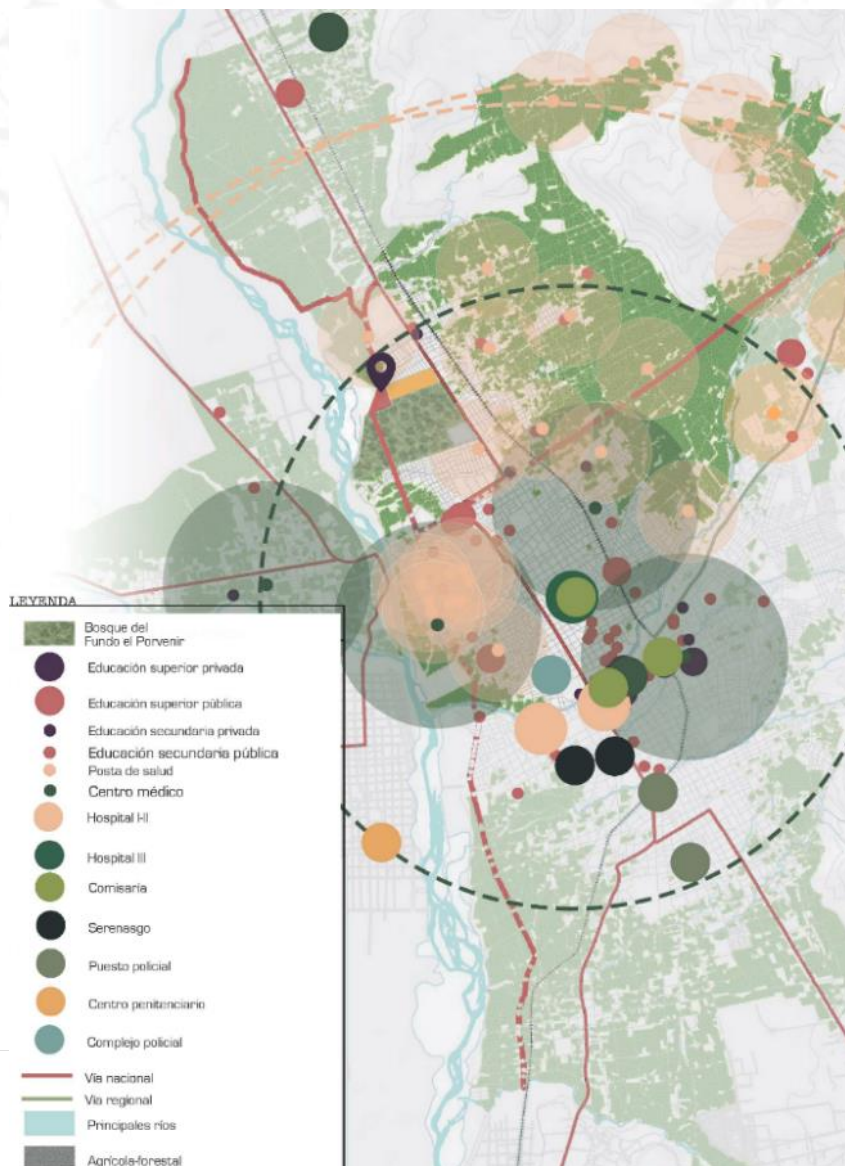 LEYENDA
Bosque del
Fundo el Porvenir
Educación superior privada
Educación superior pública
Educación secundaria privada
Educación secundaria pública
Posta de salud
Centro médico
Hospital I-II
Hospital III
Comisaría
Serenasgo
Puesto policial
Centro penitenciario
Complejo policial
Vía nacional
Vía regional
Principales ríos
Agrícola-forestal